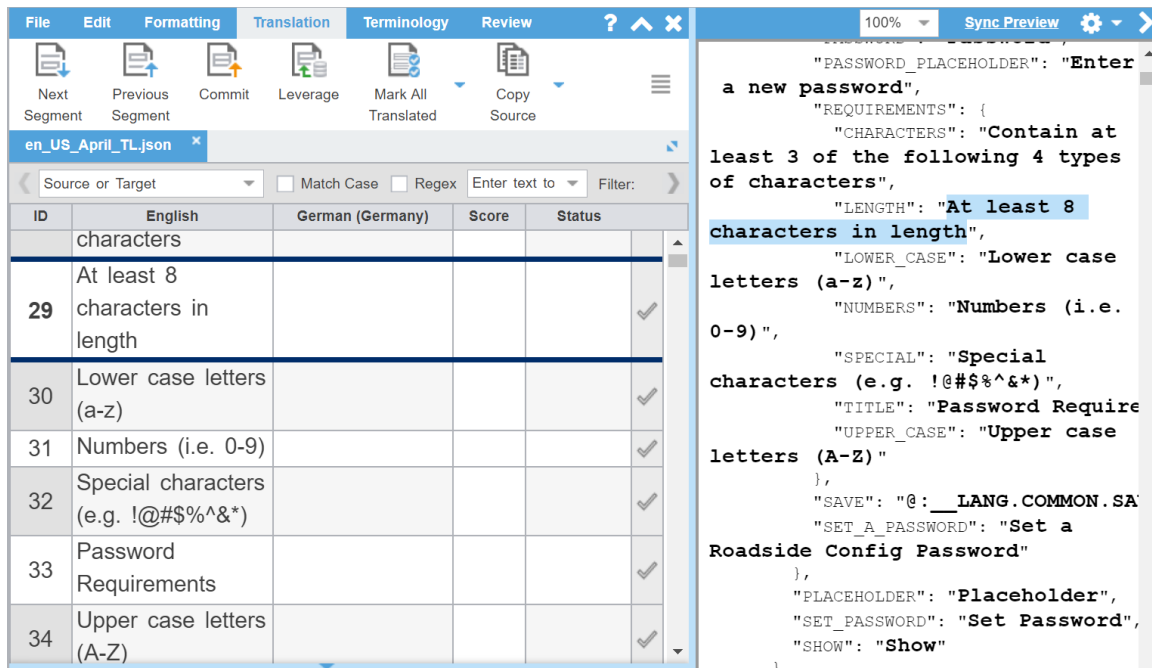 File Edit Formatting Translation Terminology Review ?
Next Segment
Previous Segment
Commit
Leverage
Mark All Translated
Copy Source
en_US_April_TL.json
Source or Target Match Case Regex Enter text to Filter:
ID English German (Germany) Score Status
characters
29 At least 8
characters in
length
30 Lower case letters
(a-z)
31 Numbers (i.e. 0-9)
32 Special characters
(e.g. !@#$%^&*)
33 Password
Requirements
34 Upper case letters
(A-Z)
100% Sync Preview
"PASSWORD": "Password",
"PASSWORD_PLACEHOLDER": "Enter
a new password",
"REQUIREMENTS": {
"CHARACTERS": "Contain at
least 3 of the following 4 types
of characters",
"LENGTH": "At least 8
characters in length",
"LOWER_CASE": "Lower case
letters (a-z)",
"NUMBERS": "Numbers (i.e.
0-9)",
"SPECIAL": "Special
characters (e.g. !@#$%^&*)",
"TITLE": "Password Require
"UPPER_CASE": "Upper case
letters (A-Z)"
},
"SAVE": "@:__LANG.COMMON.SA
"SET_A_PASSWORD": "Set a
Roadside Config Password"
},
"PLACEHOLDER": "Placeholder",
"SET_PASSWORD": "Set Password",
"SHOW": "Show"
}